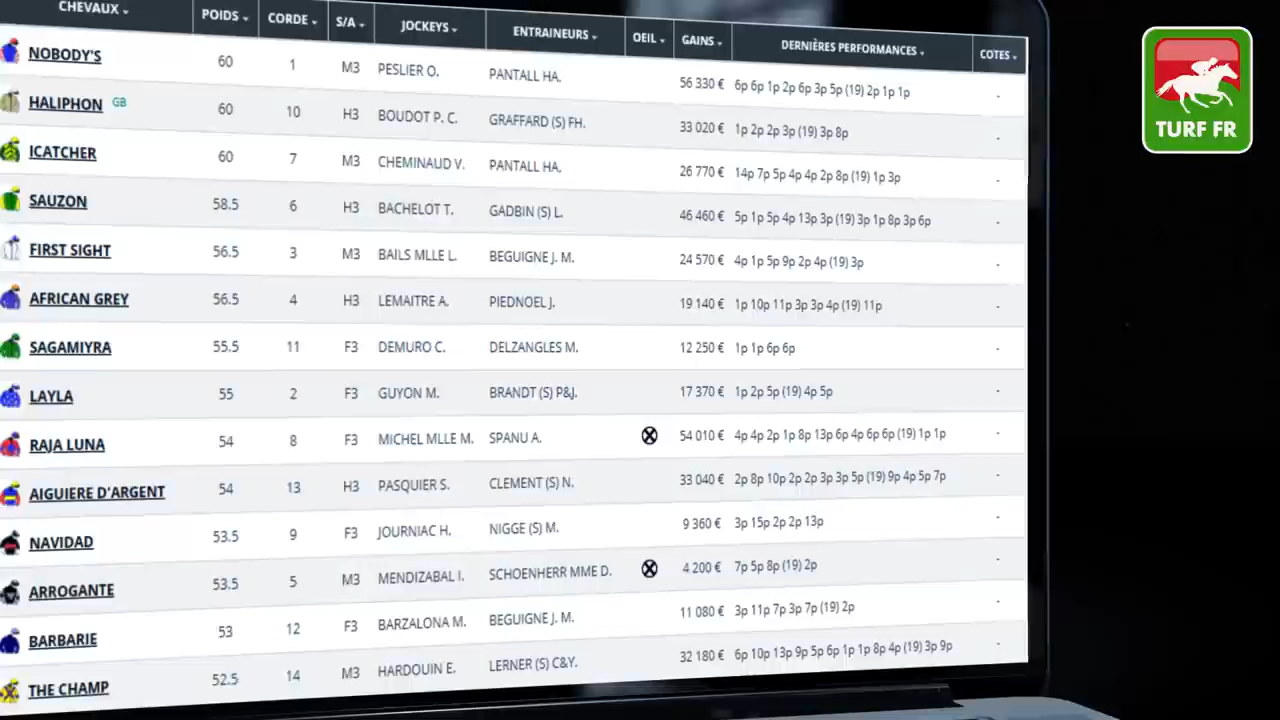 CHEVAUX POIDS CORDE S/A JOCKEYS ENTRAINEURS OEIL GAINS DERNIÈRES PERFORMANCES COTES
NOBODY'S 60 1 M3 PESLIER O. PANTALL HA. 56 330 € 6p 6p 1p 2p 6p 3p 5p (19) 2p 1p 1p -
HALIPHON GB 60 10 H3 BOUDOT P. C. GRAFFARD (S) FH. 33 020 € 1p 2p 2p 3p (19) 3p 8p -
ICATCHER 60 7 M3 CHEMINAUD V. PANTALL HA. 26 770 € 14p 7p 5p 4p 4p 2p 8p (19) 1p 3p -
SAUZON 58.5 6 H3 BACHELOT T. GADBIN (S) L. 46 460 € 5p 1p 5p 4p 13p 3p (19) 3p 1p 8p 3p 6p -
FIRST SIGHT 56.5 3 M3 BAILS MLLE L. BEGUIGNE J. M. 24 570 € 4p 1p 5p 9p 2p 4p (19) 3p -
AFRICAN GREY 56.5 4 H3 LEMAITRE A. PIEDNOEL J. 19 140 € 1p 10p 11p 3p 3p 4p (19) 11p -
SAGAMIYRA 55.5 11 F3 DEMURO C. DELZANGLES M. 12 250 € 1p 1p 6p 6p -
LAYLA 55 2 F3 GUYON M. BRANDT (S) P&J. 17 370 € 1p 2p 5p (19) 4p 5p -
RAJA LUNA 54 8 F3 MICHEL MLLE M. SPANU A. 54 010 € 4p 4p 2p 1p 8p 13p 6p 4p 6p 6p (19) 1p 1p -
AIGUIERE D'ARGENT 54 13 H3 PASQUIER S. CLEMENT (S) N. 33 040 € 2p 8p 10p 2p 2p 3p 3p 5p (19) 9p 4p 5p 7p -
NAVIDAD 53.5 9 F3 JOURNIAC H. NIGGE (S) M. 9 360 € 3p 15p 2p 2p 13p -
ARROGANTE 53.5 5 M3 MENDIZABAL I. SCHOENHERR MME D. 4 200 € 7p 5p 8p (19) 2p -
BARBARIE 53 12 F3 BARZALONA M. BEGUIGNE J. M. 11 080 € 3p 11p 7p 3p 7p (19) 2p -
THE CHAMP 52.5 14 M3 HARDOUIN E. LERNER (S) C&Y. 32 180 € 6p 10p 13p 9p 5p 6p 1p 1p 8p 4p (19) 3p 9p -
TURF FR